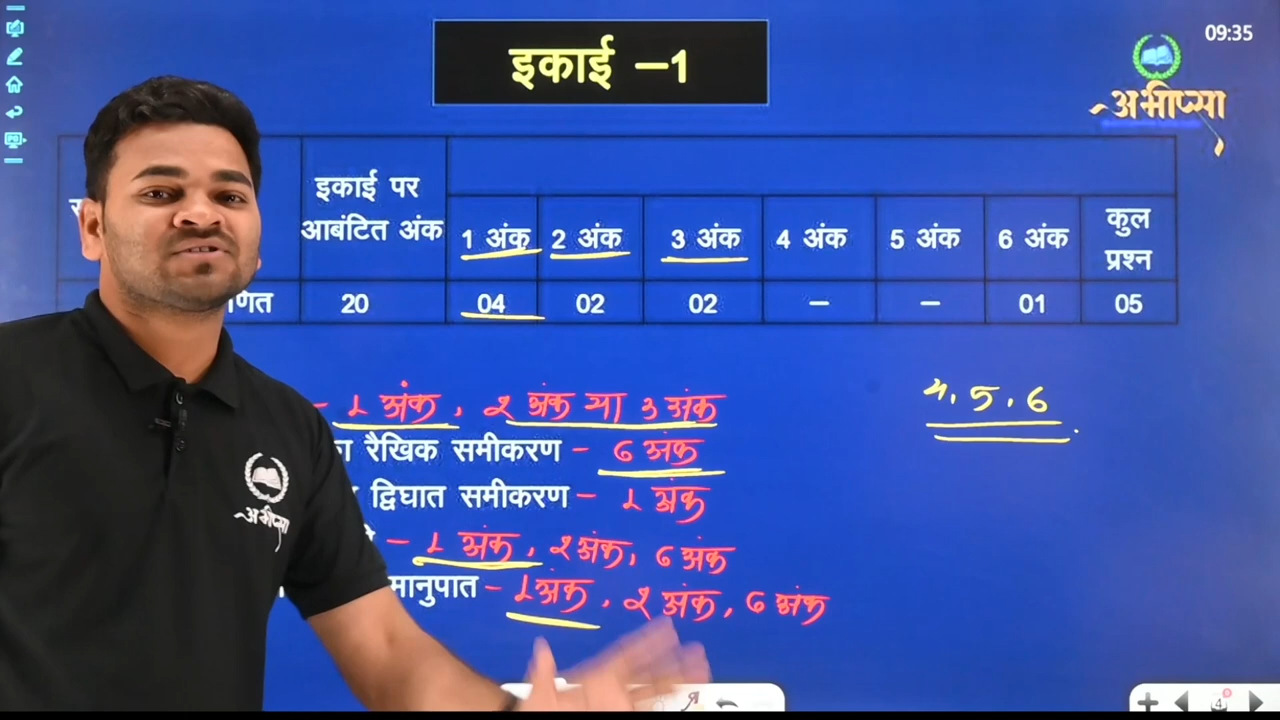 09:35
इकाई –1
अभीप्सा
इकाई पर
आबंटित अंक
1 अंक 2 अंक 3 अंक 4 अंक 5 अंक 6 अंक
कुल
प्रश्न
20 04 02 02 – – 01 05
– 1 अंक, 2 अंक या 3 अंक
4, 5, 6
रैखिक समीकरण – 6 अंक
द्विघात समीकरण – 1 अंक
– 1 अंक, 2 अंक, 6 अंक
– 1 अंक, 2 अंक, 6 अंक
अभीप्सा
4